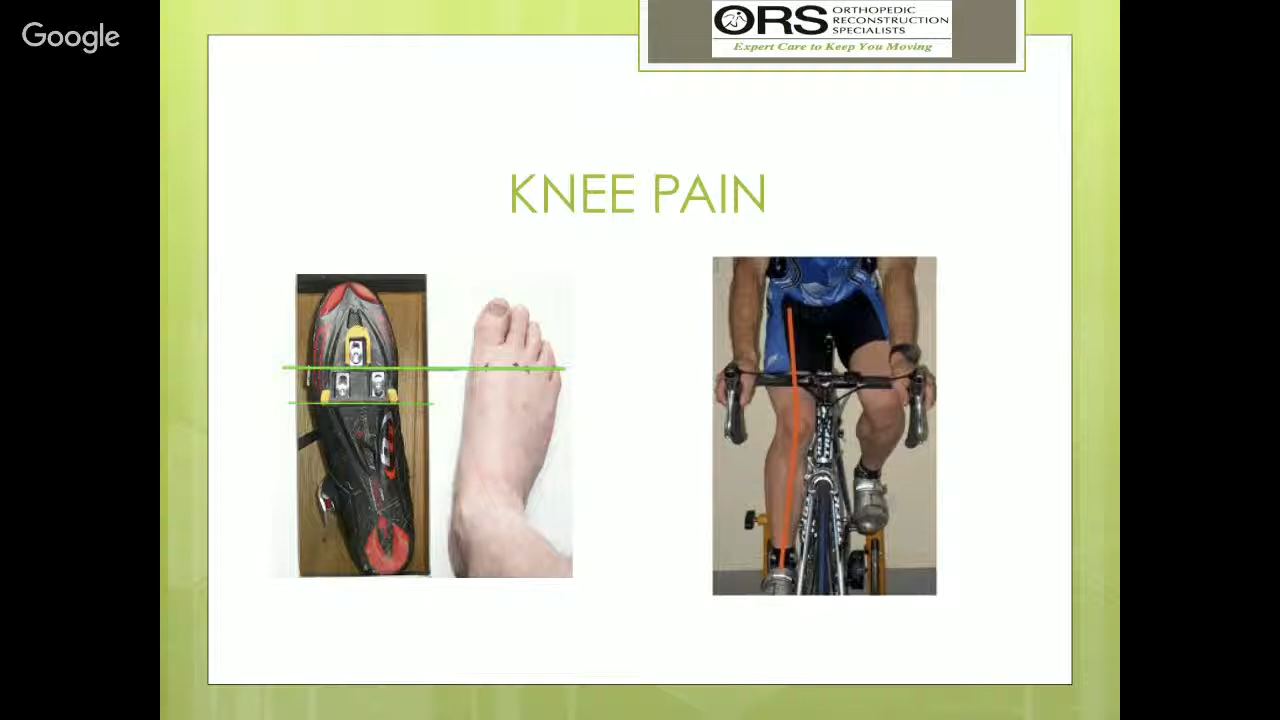 Google
ORS
ORTHOPEDIC
RECONSTRUCTION
SPECIALISTS
Expert Care to Keep You Moving
KNEE PAIN